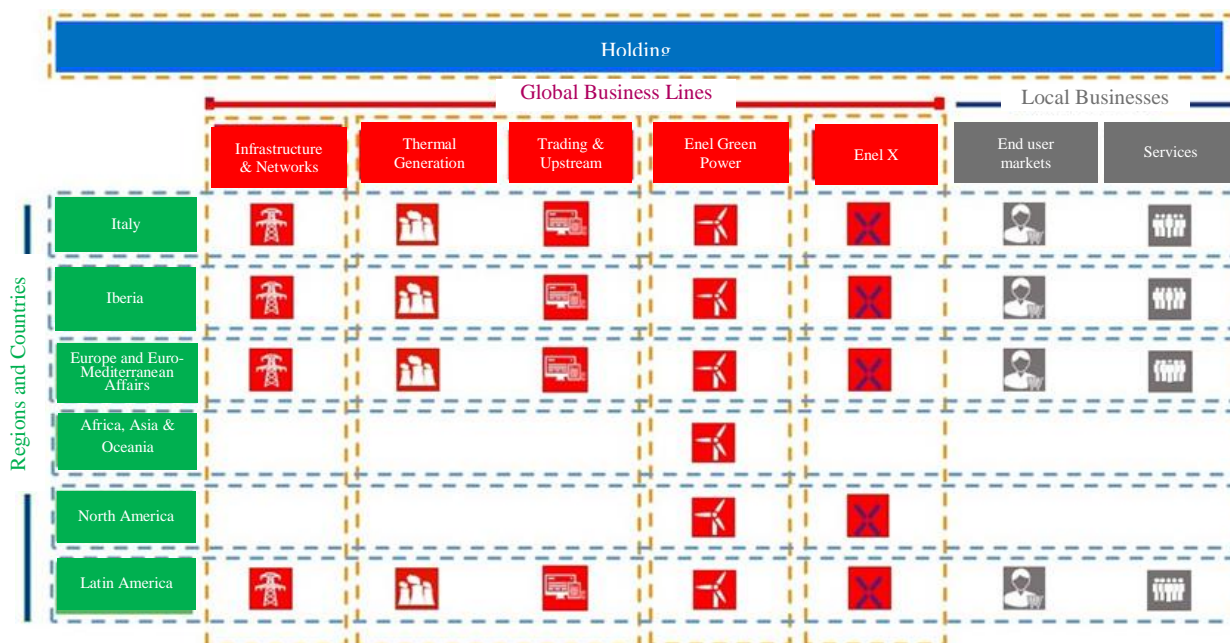 Holding
Global Business Lines
Local Businesses
Infrastructure
& Networks
Thermal
Generation
Trading &
Upstream
Enel Green
Power
Enel X
End user
markets
Services
Regions and Countries
Italy
Iberia
Europe and Euro-
Mediterranean
Affairs
Africa, Asia &
Oceania
North America
Latin America